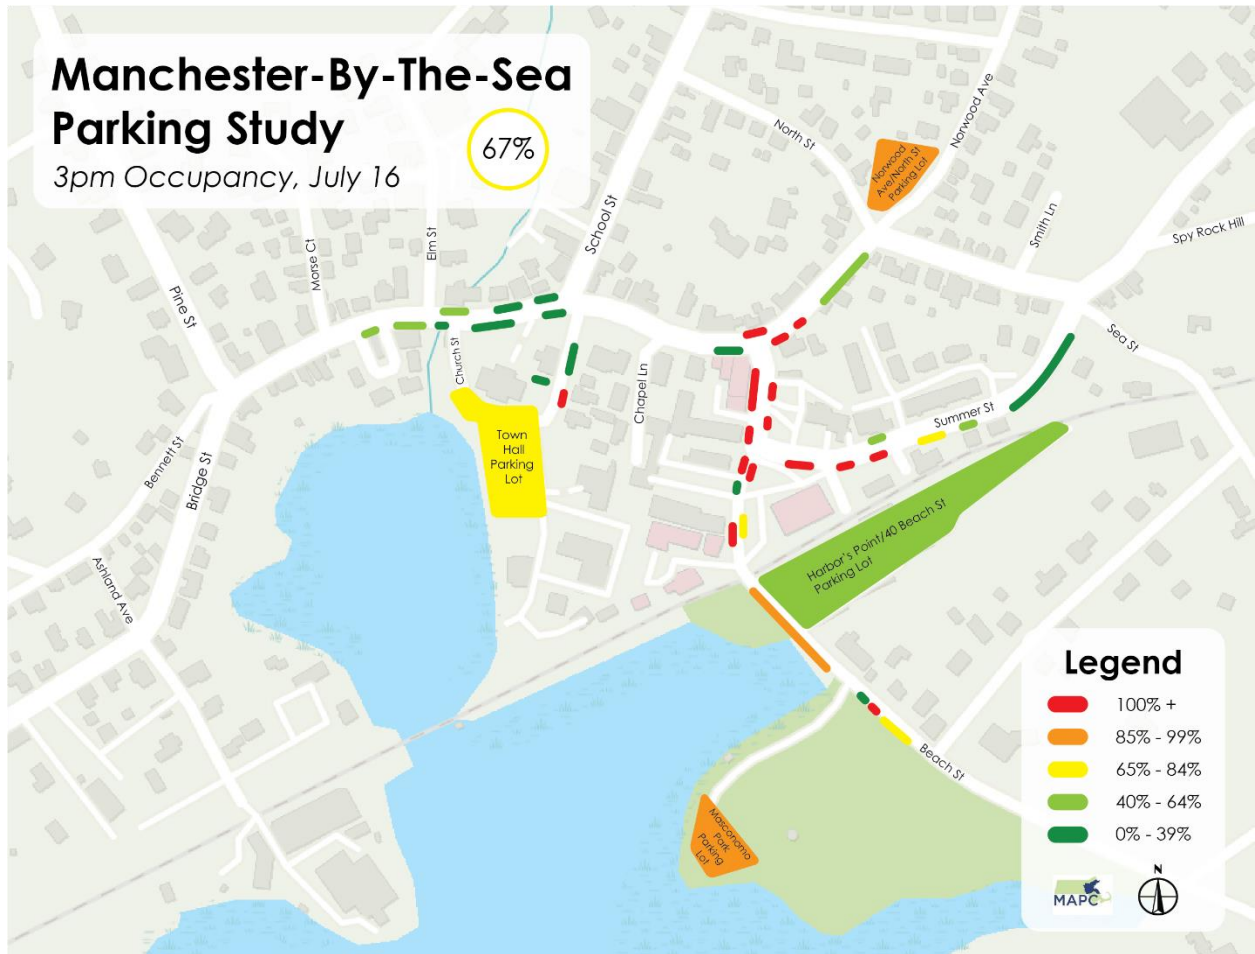 Manchester-By-The-Sea
Parking Study
67%
3pm Occupancy, July 16
North St
Norwood Ave
Norwood
Ave/North St
Parking Lot
School St
Smith Ln
Spy Rock Hill
Elm St
Morse Ct
Pine St
Sea St
Church St
Chapel Ln
Summer St
Town
Hall
Parking
Lot
Bennett St
Bridge St
Harbor's Point/40 Beach St
Parking Lot
Ashland Ave
Beach St
Masconomo
Park
Parking
Lot
Legend
100% +
85% - 99%
65% - 84%
40% - 64%
0% - 39%
MAPC
N